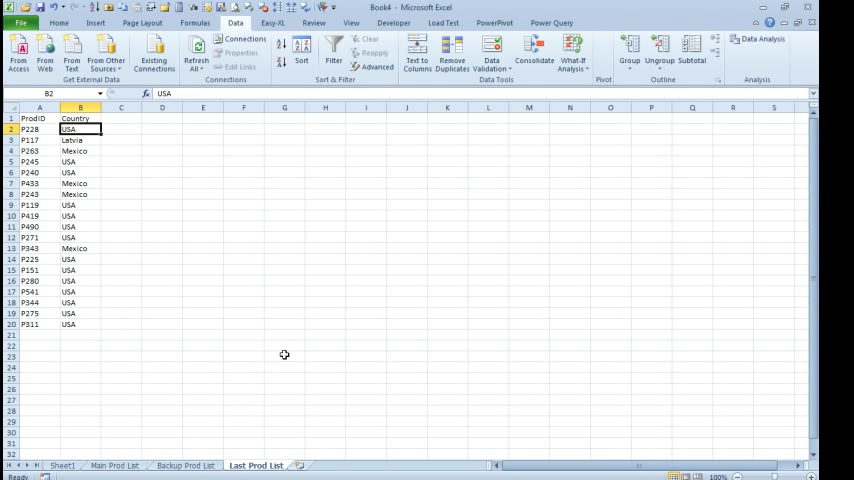 Book4 - Microsoft Excel
File Home Insert Page Layout Formulas Data Easy-XL Review View Developer Load Test PowerPivot Power Query
From Access From Web From Text From Other Sources Existing Connections Refresh All Connections Properties Edit Links Sort Filter Clear Reapply Advanced Text to Columns Remove Duplicates Data Validation Consolidate What-If Analysis Group Ungroup Subtotal Data Analysis
Get External Data Connections Sort & Filter Data Tools Pivot Outline Analysis
B2 fx USA
A B C D E F G H I J K L M N O P Q R S
1 ProdID Country
2 P228 USA
3 P117 Latvia
4 P263 Mexico
5 P245 USA
6 P240 USA
7 P433 Mexico
8 P243 Mexico
9 P119 USA
10 P419 USA
11 P490 USA
12 P271 USA
13 P343 Mexico
14 P225 USA
15 P151 USA
16 P280 USA
17 P541 USA
18 P344 USA
19 P275 USA
20 P311 USA
21
22
23
24
25
26
27
28
29
30
31
32
Sheet1 Main Prod List Backup Prod List Last Prod List
Ready 100%